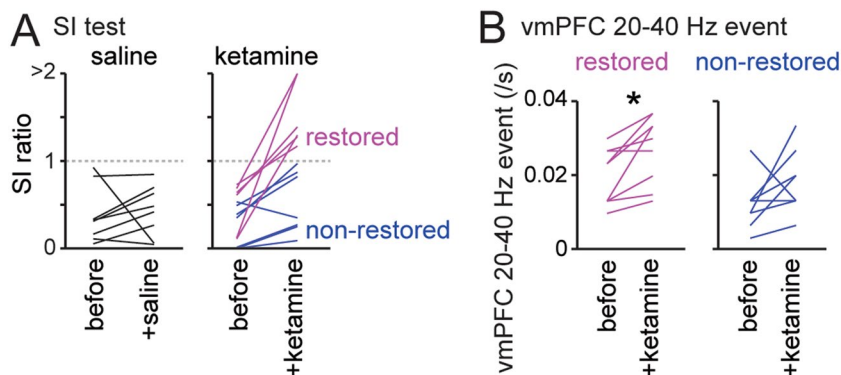 A SI test
saline
ketamine
SI ratio
>2
1
0
restored
non-restored
before
+saline
before
+ketamine
B vmPFC 20-40 Hz event
restored
non-restored
vmPFC 20-40 Hz event (/s)
0.04
0.02
0
*
before
+ketamine
before
+ketamine